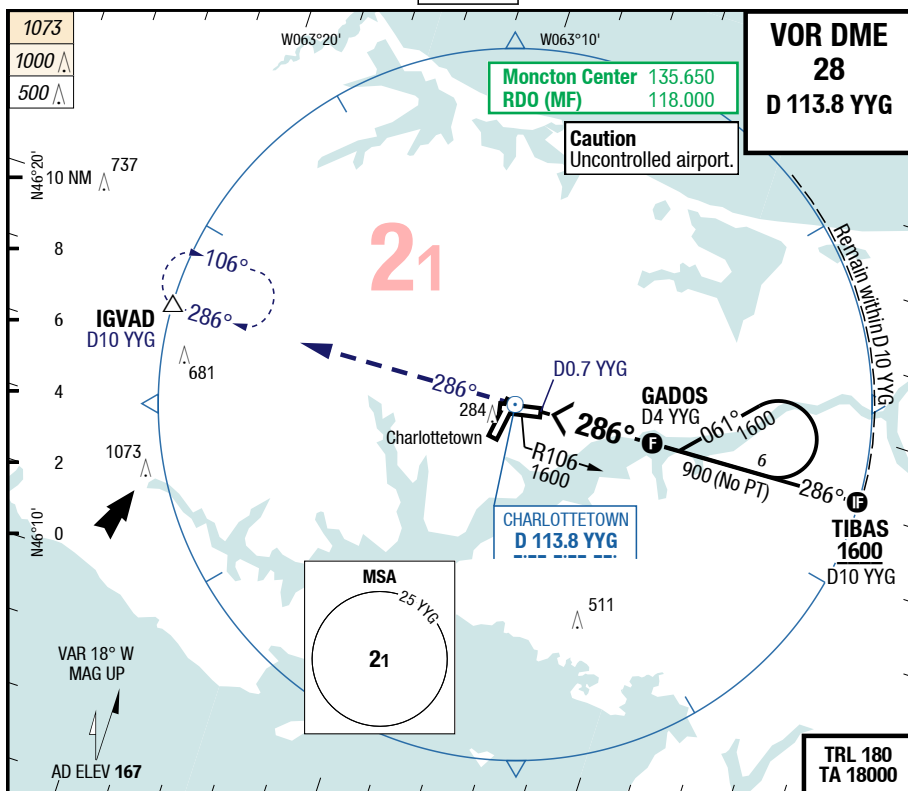 1073
1000
500
W063°20'
W063°10'
VOR DME
28
D 113.8 YYG
Moncton Center 135.650
RDO (MF) 118.000
Caution
Uncontrolled airport.
N46°20'
10 NM
737
8
6
4
2
0
N46°10'
21
Remain within D10 YYG
106°
286°
IGVAD
D10 YYG
681
286°
D0.7 YYG
284
Charlottetown
286°
GADOS
D4 YYG
F
061°
1600
6
900 (No PT)
286°
IF
TIBAS
1600
D10 YYG
R106
1600
1073
CHARLOTTETOWN
D 113.8 YYG
MSA
25 YYG
21
511
VAR 18° W
MAG UP
AD ELEV 167
TRL 180
TA 18000